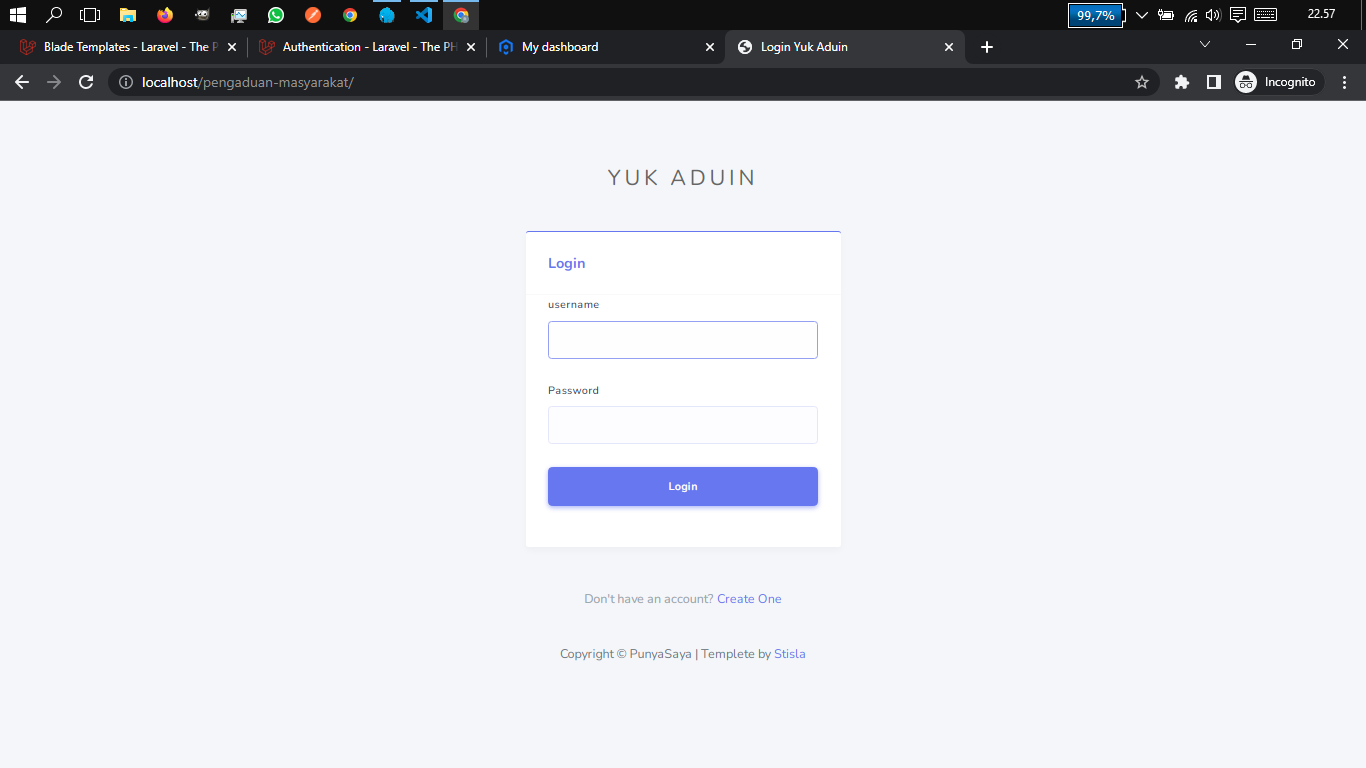 99,7%
22.57
Blade Templates - Laravel - The P
Authentication - Laravel - The PH
My dashboard
Login Yuk Aduin
localhost/pengaduan-masyarakat/
Incognito
YUK ADUIN
Login
username
Password
Login
Don't have an account? Create One
Copyright © PunyaSaya | Templete by Stisla